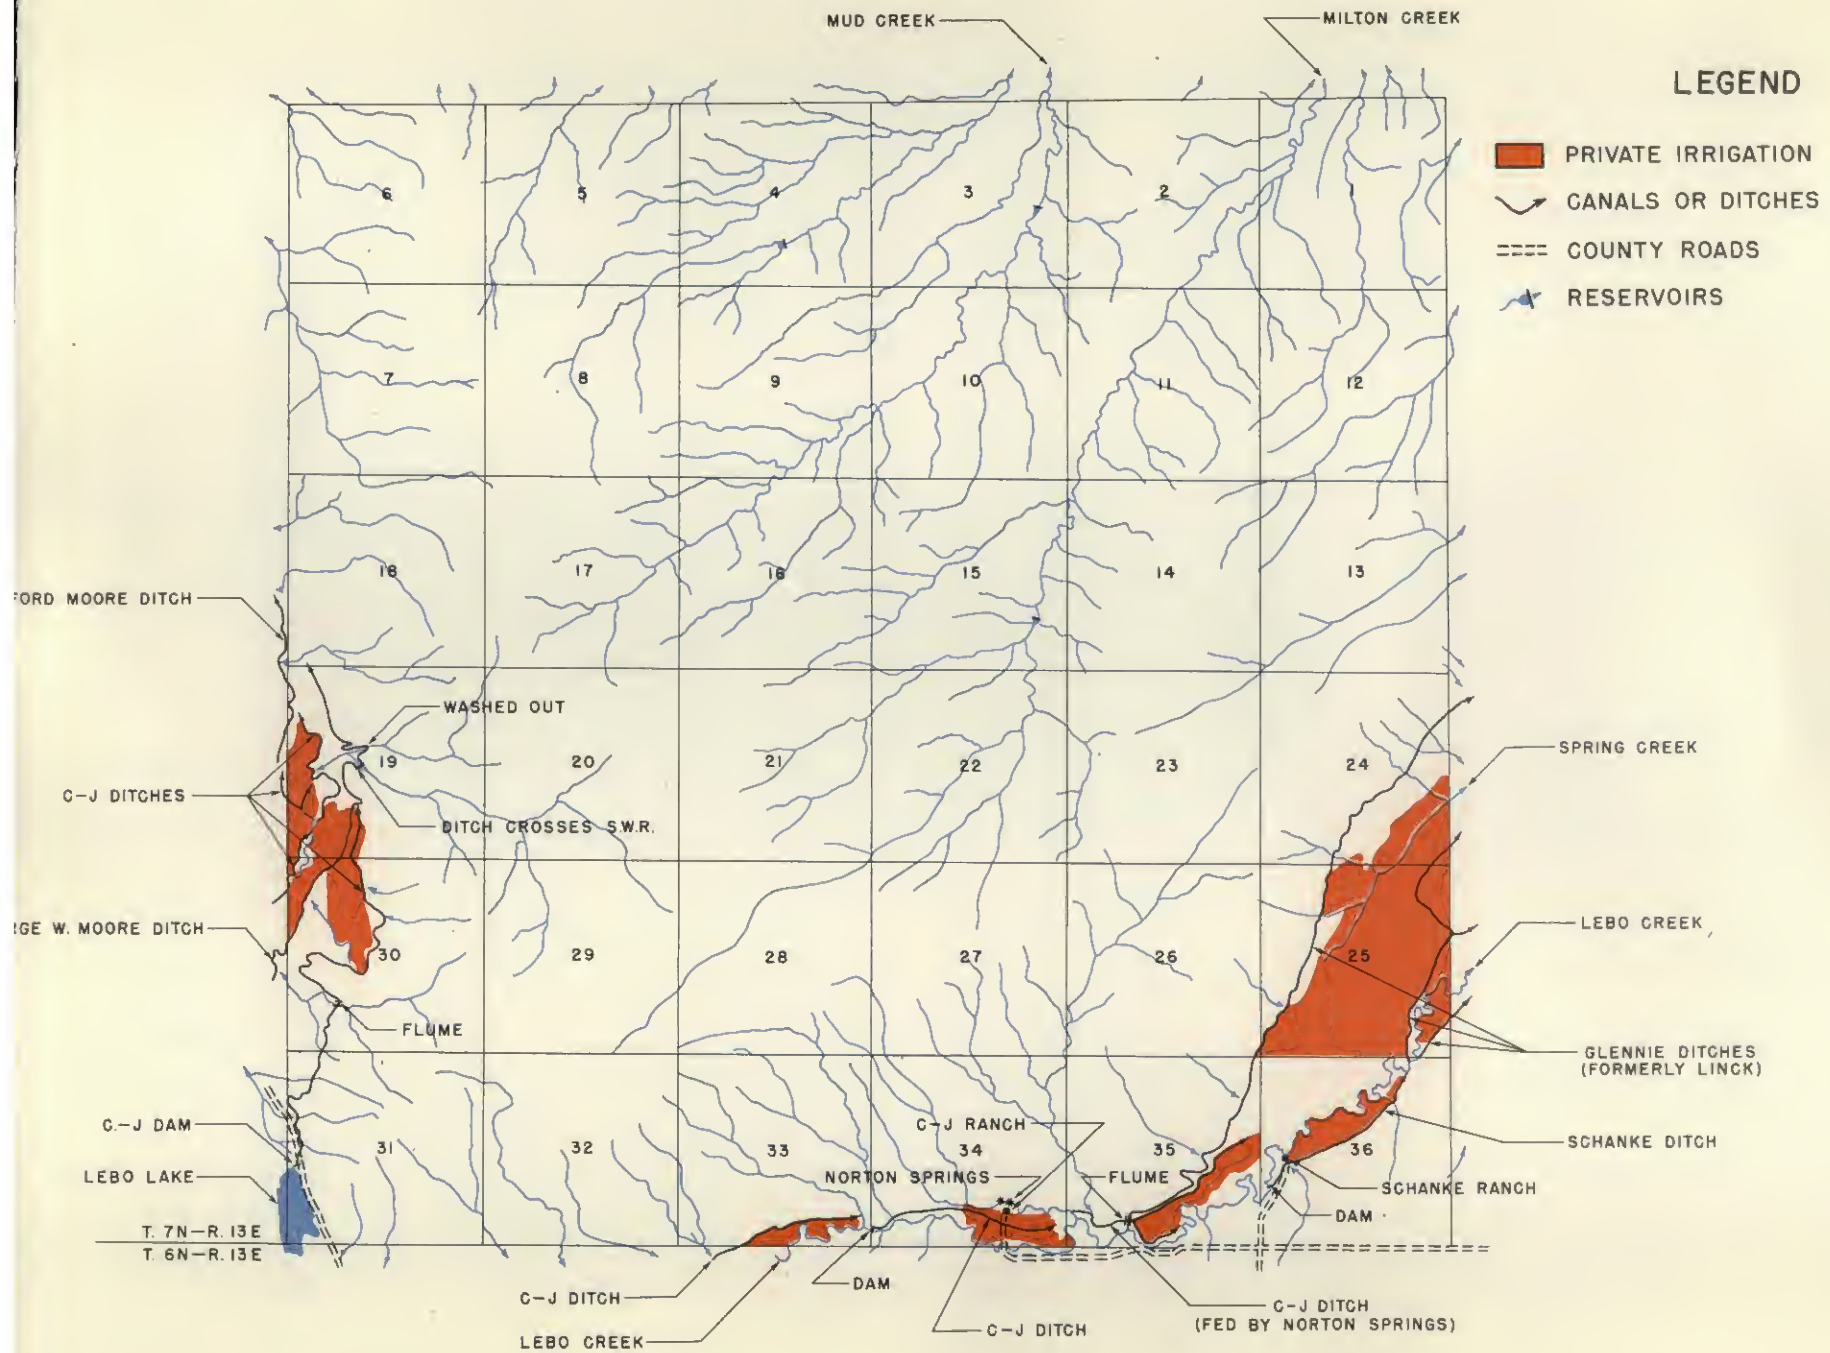 MUD CREEK
MILTON CREEK
LEGEND
PRIVATE IRRIGATION
CANALS OR DITCHES
COUNTY ROADS
RESERVOIRS
6 5 4 3 2 1
7 8 9 10 11 12
18 17 16 15 14 13
FORD MOORE DITCH
WASHED OUT
SPRING CREEK
19 20 21 22 23 24
C-J DITCHES
DITCH CROSSES S.W.R.
LEBO CREEK
RGE W. MOORE DITCH
30 29 28 27 26 25
FLUME
GLENNIE DITCHES
(FORMERLY LINCK)
C.-J DAM
C-J RANCH
SCHANKE DITCH
31 32 33 34 35 36
LEBO LAKE
NORTON SPRINGS
FLUME
SCHANKE RANCH
DAM
T. 7N-R. 13E
T. 6N-R. 13E
DAM
C-J DITCH
C-J DITCH
(FED BY NORTON SPRINGS)
C-J DITCH
LEBO CREEK